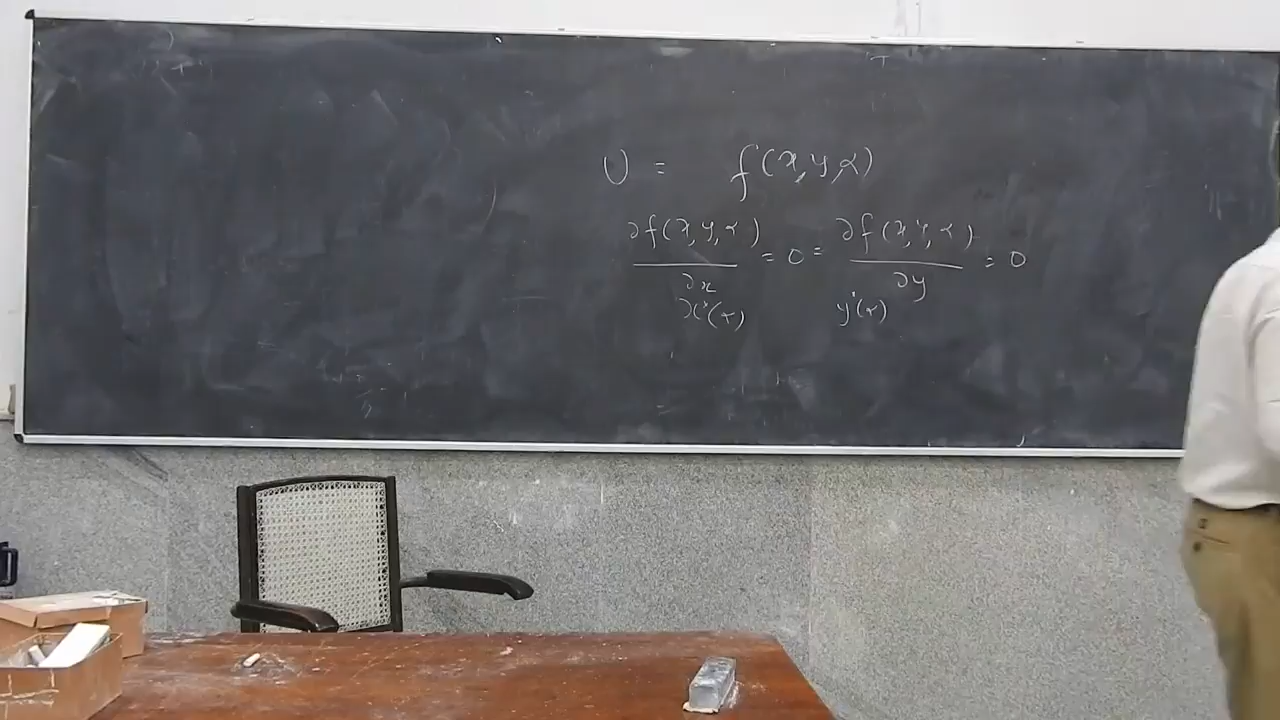 U = f(x,y,α)
∂f(x,y,α)/∂x = 0 = ∂f(x,y,α)/∂y = 0
x*(α) y*(α)